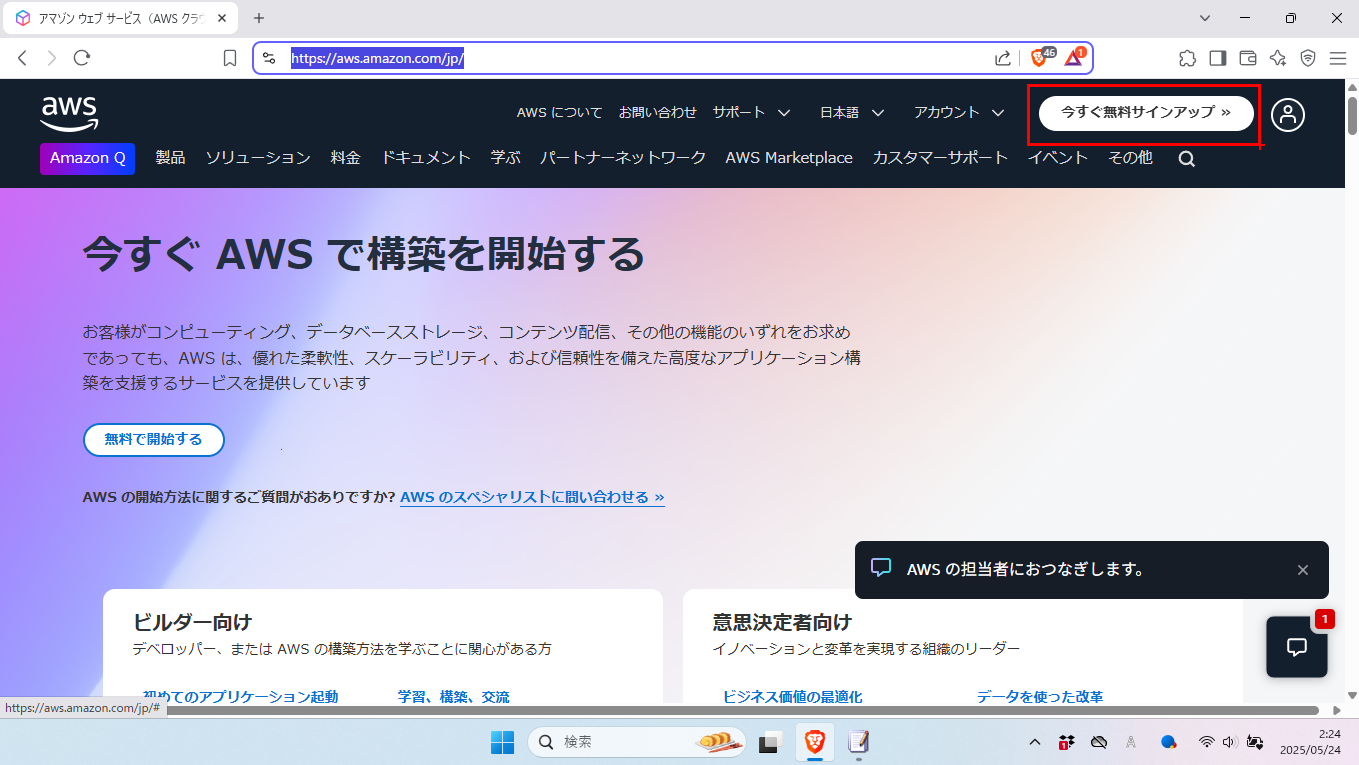 アマゾン ウェブ サービス（AWS クラウ
https://aws.amazon.com/jp/
46
1
aws
AWS について お問い合わせ サポート 日本語 アカウント 今すぐ無料サインアップ »
Amazon Q 製品 ソリューション 料金 ドキュメント 学ぶ パートナーネットワーク AWS Marketplace カスタマーサポート イベント その他
今すぐ AWS で構築を開始する
お客様がコンピューティング、データベースストレージ、コンテンツ配信、その他の機能のいずれをお求め
であっても、AWS は、優れた柔軟性、スケーラビリティ、および信頼性を備えた高度なアプリケーション構
築を支援するサービスを提供しています
無料で開始する
AWS の開始方法に関するご質問がおありですか? AWS のスペシャリストに問い合わせる »
AWS の担当者におつなぎします。
1
ビルダー向け
デベロッパー、または AWS の構築方法を学ぶことに関心がある方
初めてのアプリケーション起動 学習、構築、交流
意思決定者向け
イノベーションと変革を実現する組織のリーダー
ビジネス価値の最適化 データを使った改革
https://aws.amazon.com/jp/#
検索
1
A
2:24
2025/05/24